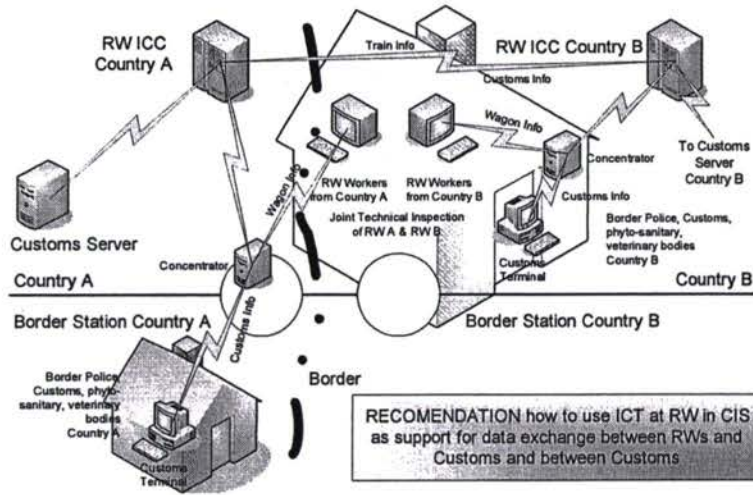 RW ICC
Country A
Train Info
RW ICC Country B
Customs Info
Wagon Info
Wagon Info
RW Workers
from Country A
RW Workers
from Country B
Joint Technical Inspection
of RW A & RW B
Concentrator
Customs Info
To Customs
Server
Country B
Customs Server
Concentrator
Customs
Terminal
Border Police, Customs,
phyto-sanitary,
veterinary bodies
Country B
Country A
Country B
Border Station Country A
Customs Info
Border Station Country B
Border Police,
Customs, phyto-
sanitary, veterinary
bodies
Country A
Customs
Terminal
Border
RECOMENDATION how to use ICT at RW in CIS
as support for data exchange between RWs and
Customs and between Customs